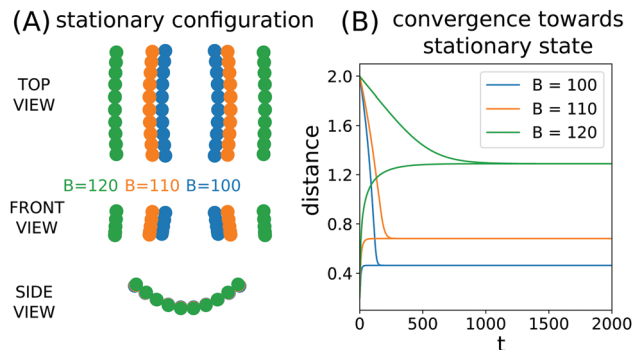 (A) stationary configuration
TOP
VIEW
B=120 B=110 B=100
FRONT
VIEW
SIDE
VIEW
(B) convergence towards
stationary state
distance
2.0
1.6
1.2
0.8
0.4
B = 100
B = 110
B = 120
0 500 1000 1500 2000
t